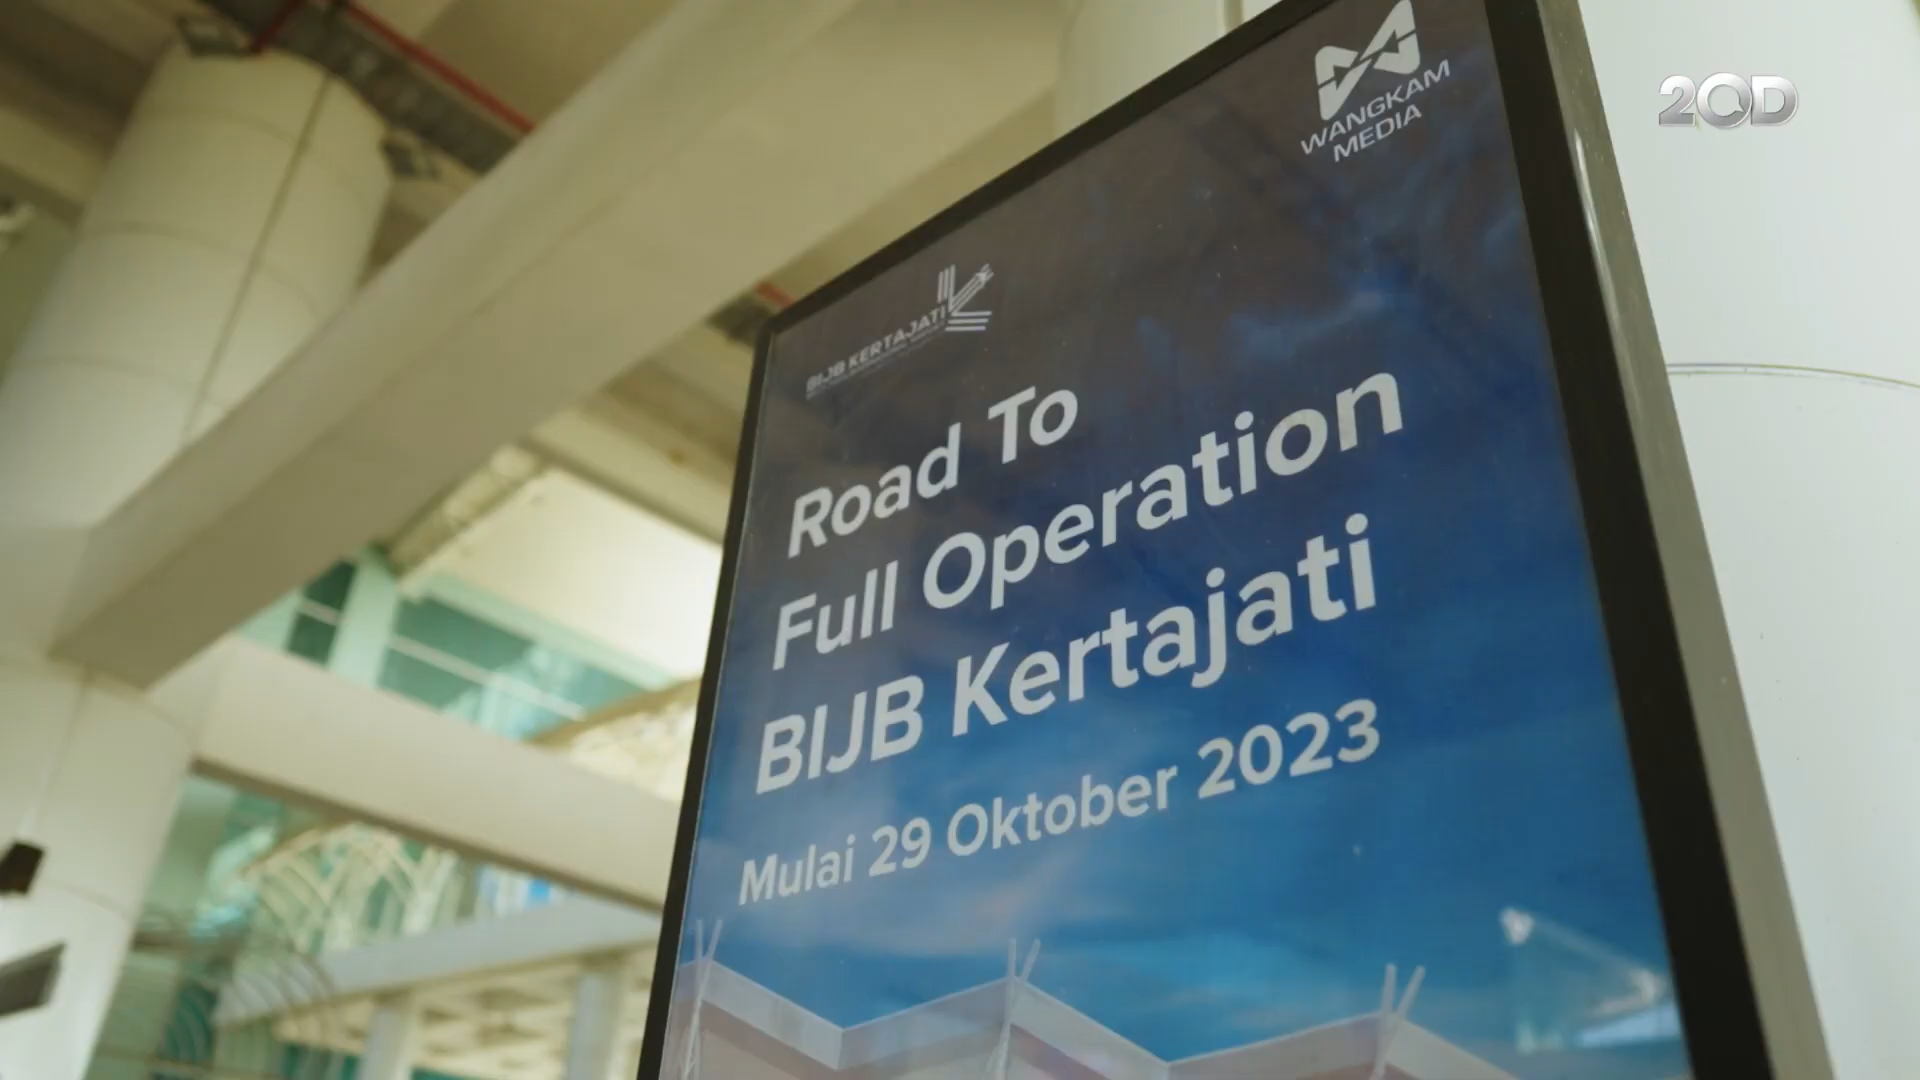 WANGKAM
MEDIA
2OD
BIJB KERTAJATI
Road To
Full Operation
BIJB Kertajati
Mulai 29 Oktober 2023